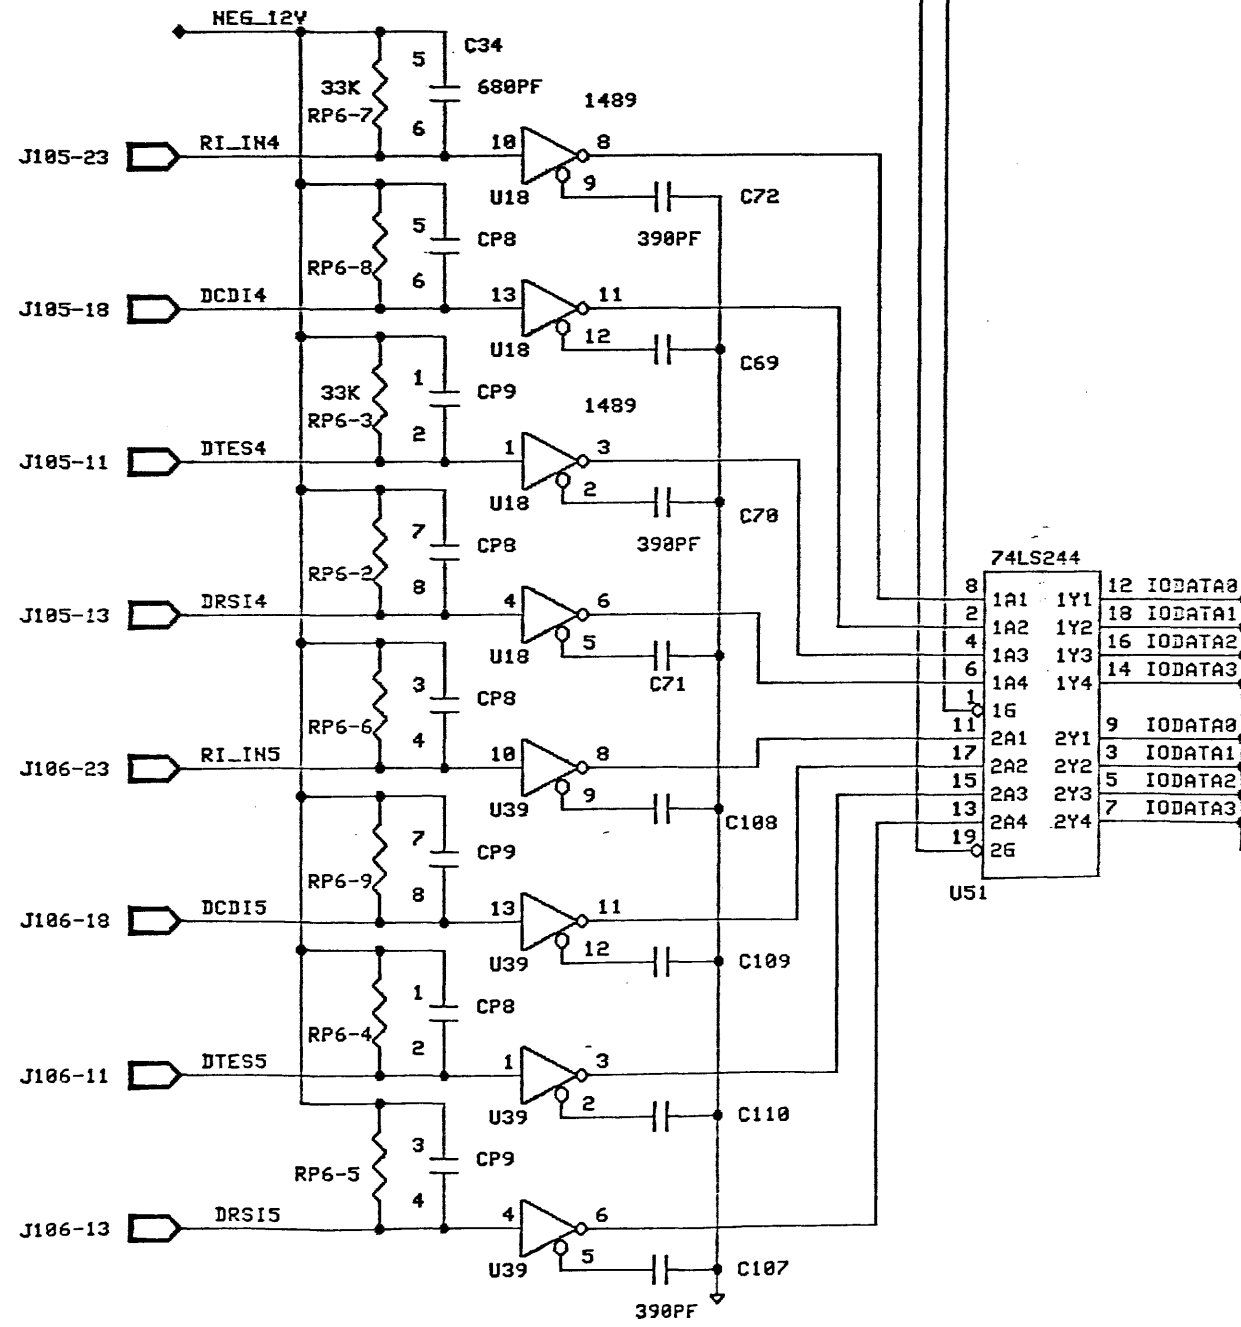 NEG_12V
C34
5
33K
680PF
RP6-7
1489
6
J105-23
RI_IN4
10
8
9
U18
C72
390PF
5
CP8
RP6-8
6
J105-18
DCDI4
13
11
12
U18
C69
1
CP9
33K
1489
RP6-3
2
J105-11
DTES4
1
3
2
U18
C70
390PF
7
CP8
RP6-2
8
J105-13
DRSI4
4
6
5
U18
C71
3
CP8
RP6-6
4
J106-23
RI_IN5
10
8
9
U39
C108
7
CP9
RP6-9
8
J106-18
DCDI5
13
11
12
U39
C109
1
CP8
RP6-4
2
J106-11
DTES5
1
3
2
U39
C110
3
CP9
RP6-5
4
J106-13
DRSI5
4
6
5
U39
C107
390PF
74LS244
8 1A1 1Y1 12 IODATA0
2 1A2 1Y2 18 IODATA1
4 1A3 1Y3 16 IODATA2
6 1A4 1Y4 14 IODATA3
1 1G
11 2A1 2Y1 9 IODATA0
17 2A2 2Y2 3 IODATA1
15 2A3 2Y3 5 IODATA2
13 2A4 2Y4 7 IODATA3
19 2G
U51